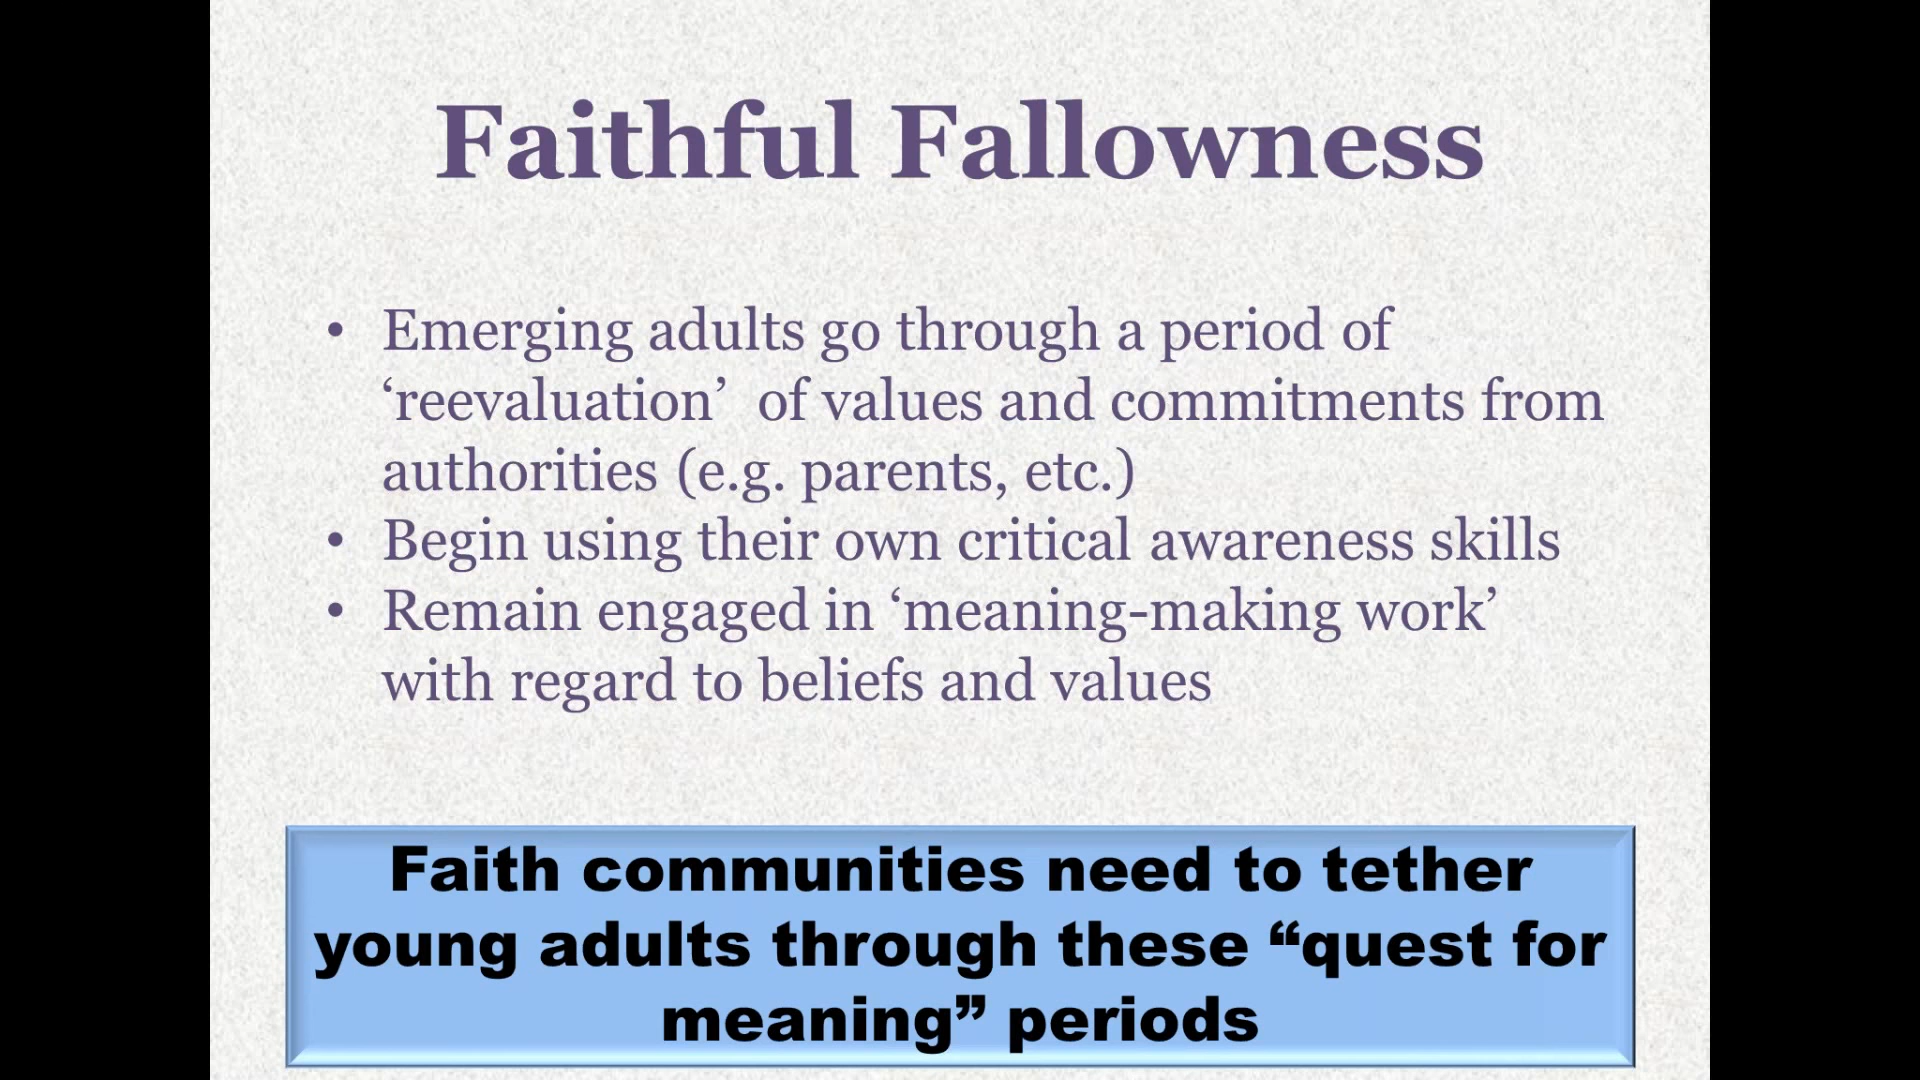 Faithful Fallowness
• Emerging adults go through a period of
‘reevaluation’  of values and commitments from
authorities (e.g. parents, etc.)
• Begin using their own critical awareness skills
• Remain engaged in ‘meaning-making work’
with regard to beliefs and values
Faith communities need to tether
young adults through these “quest for
meaning” periods